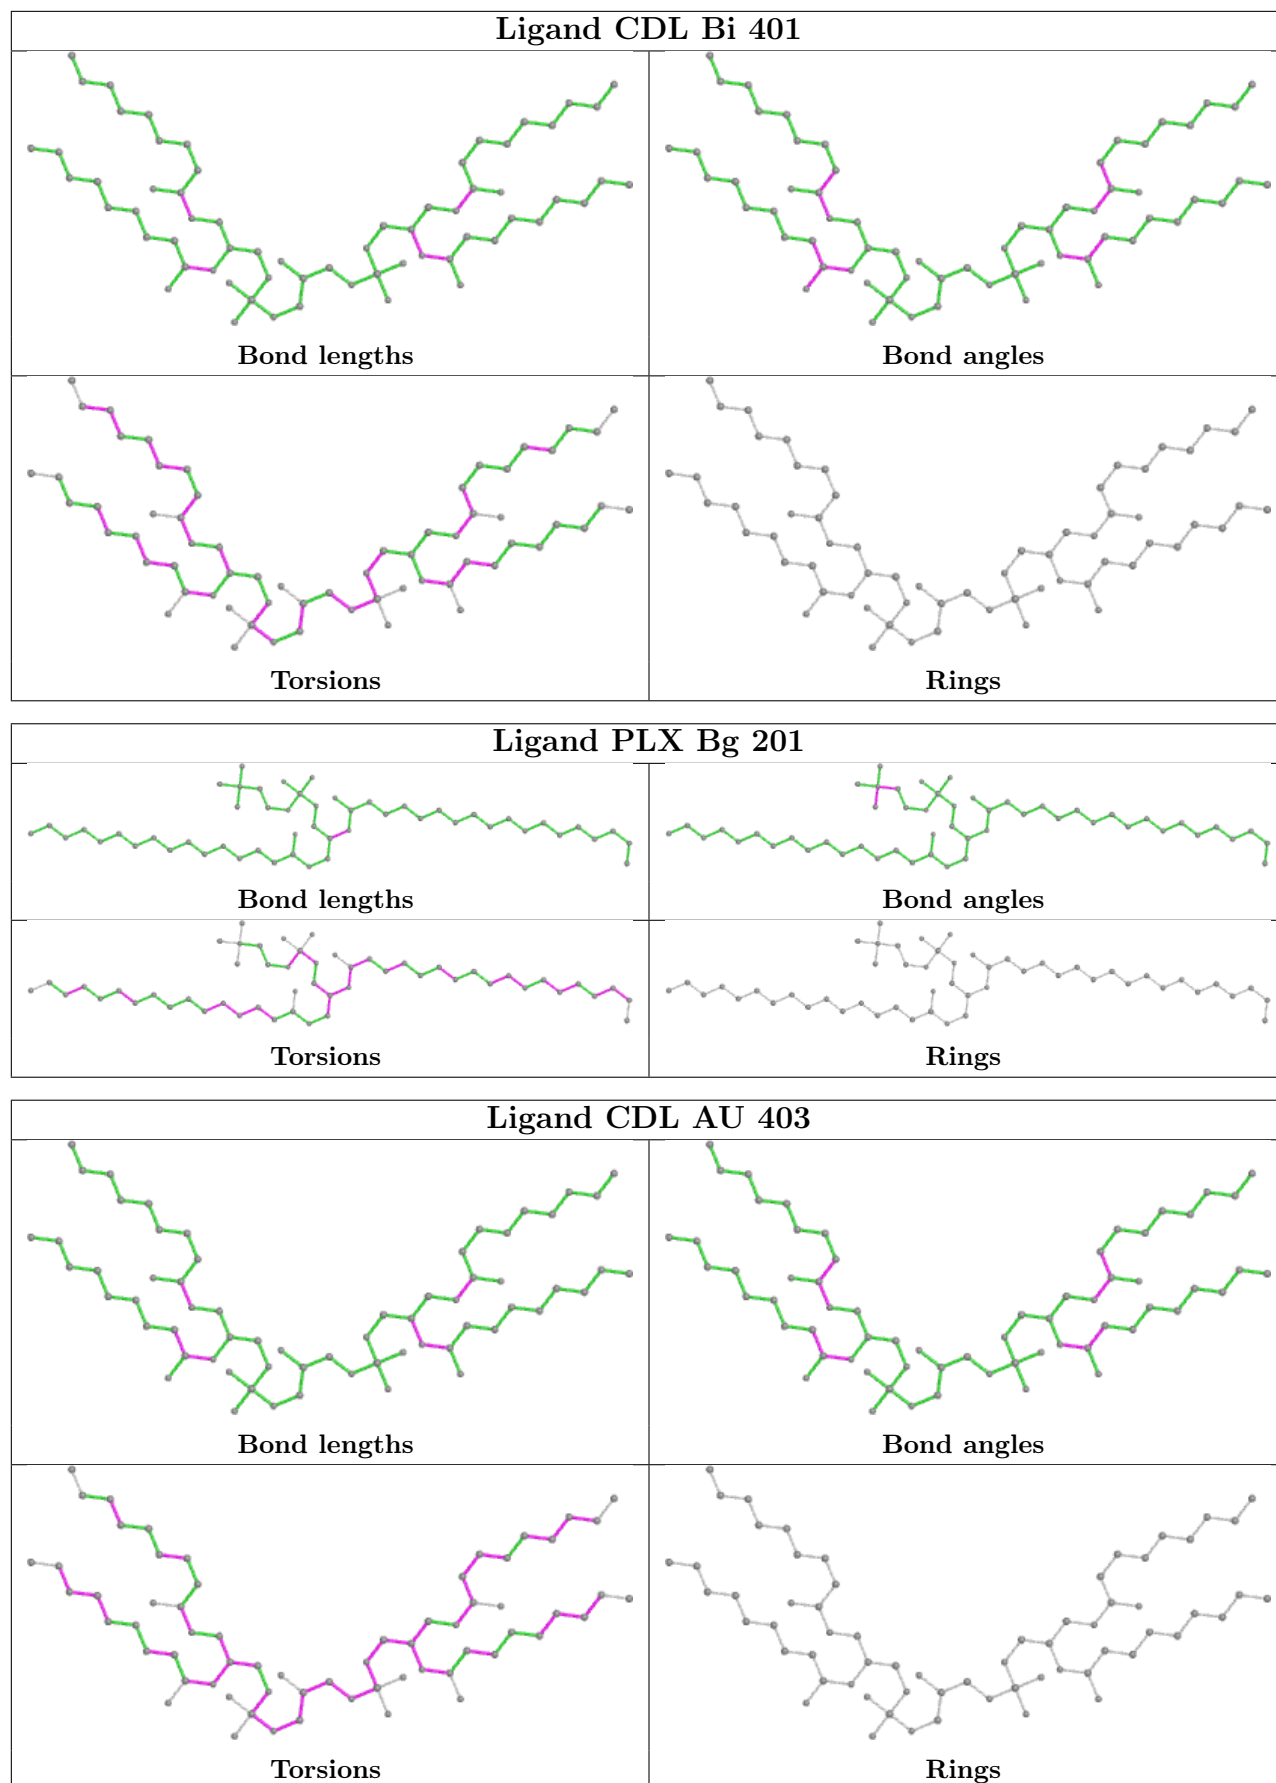 Ligand CDL Bi 401
Bond lengths
Bond angles
Torsions
Rings
Ligand PLX Bg 201
Bond lengths
Bond angles
Torsions
Rings
Ligand CDL AU 403
Bond lengths
Bond angles
Torsions
Rings